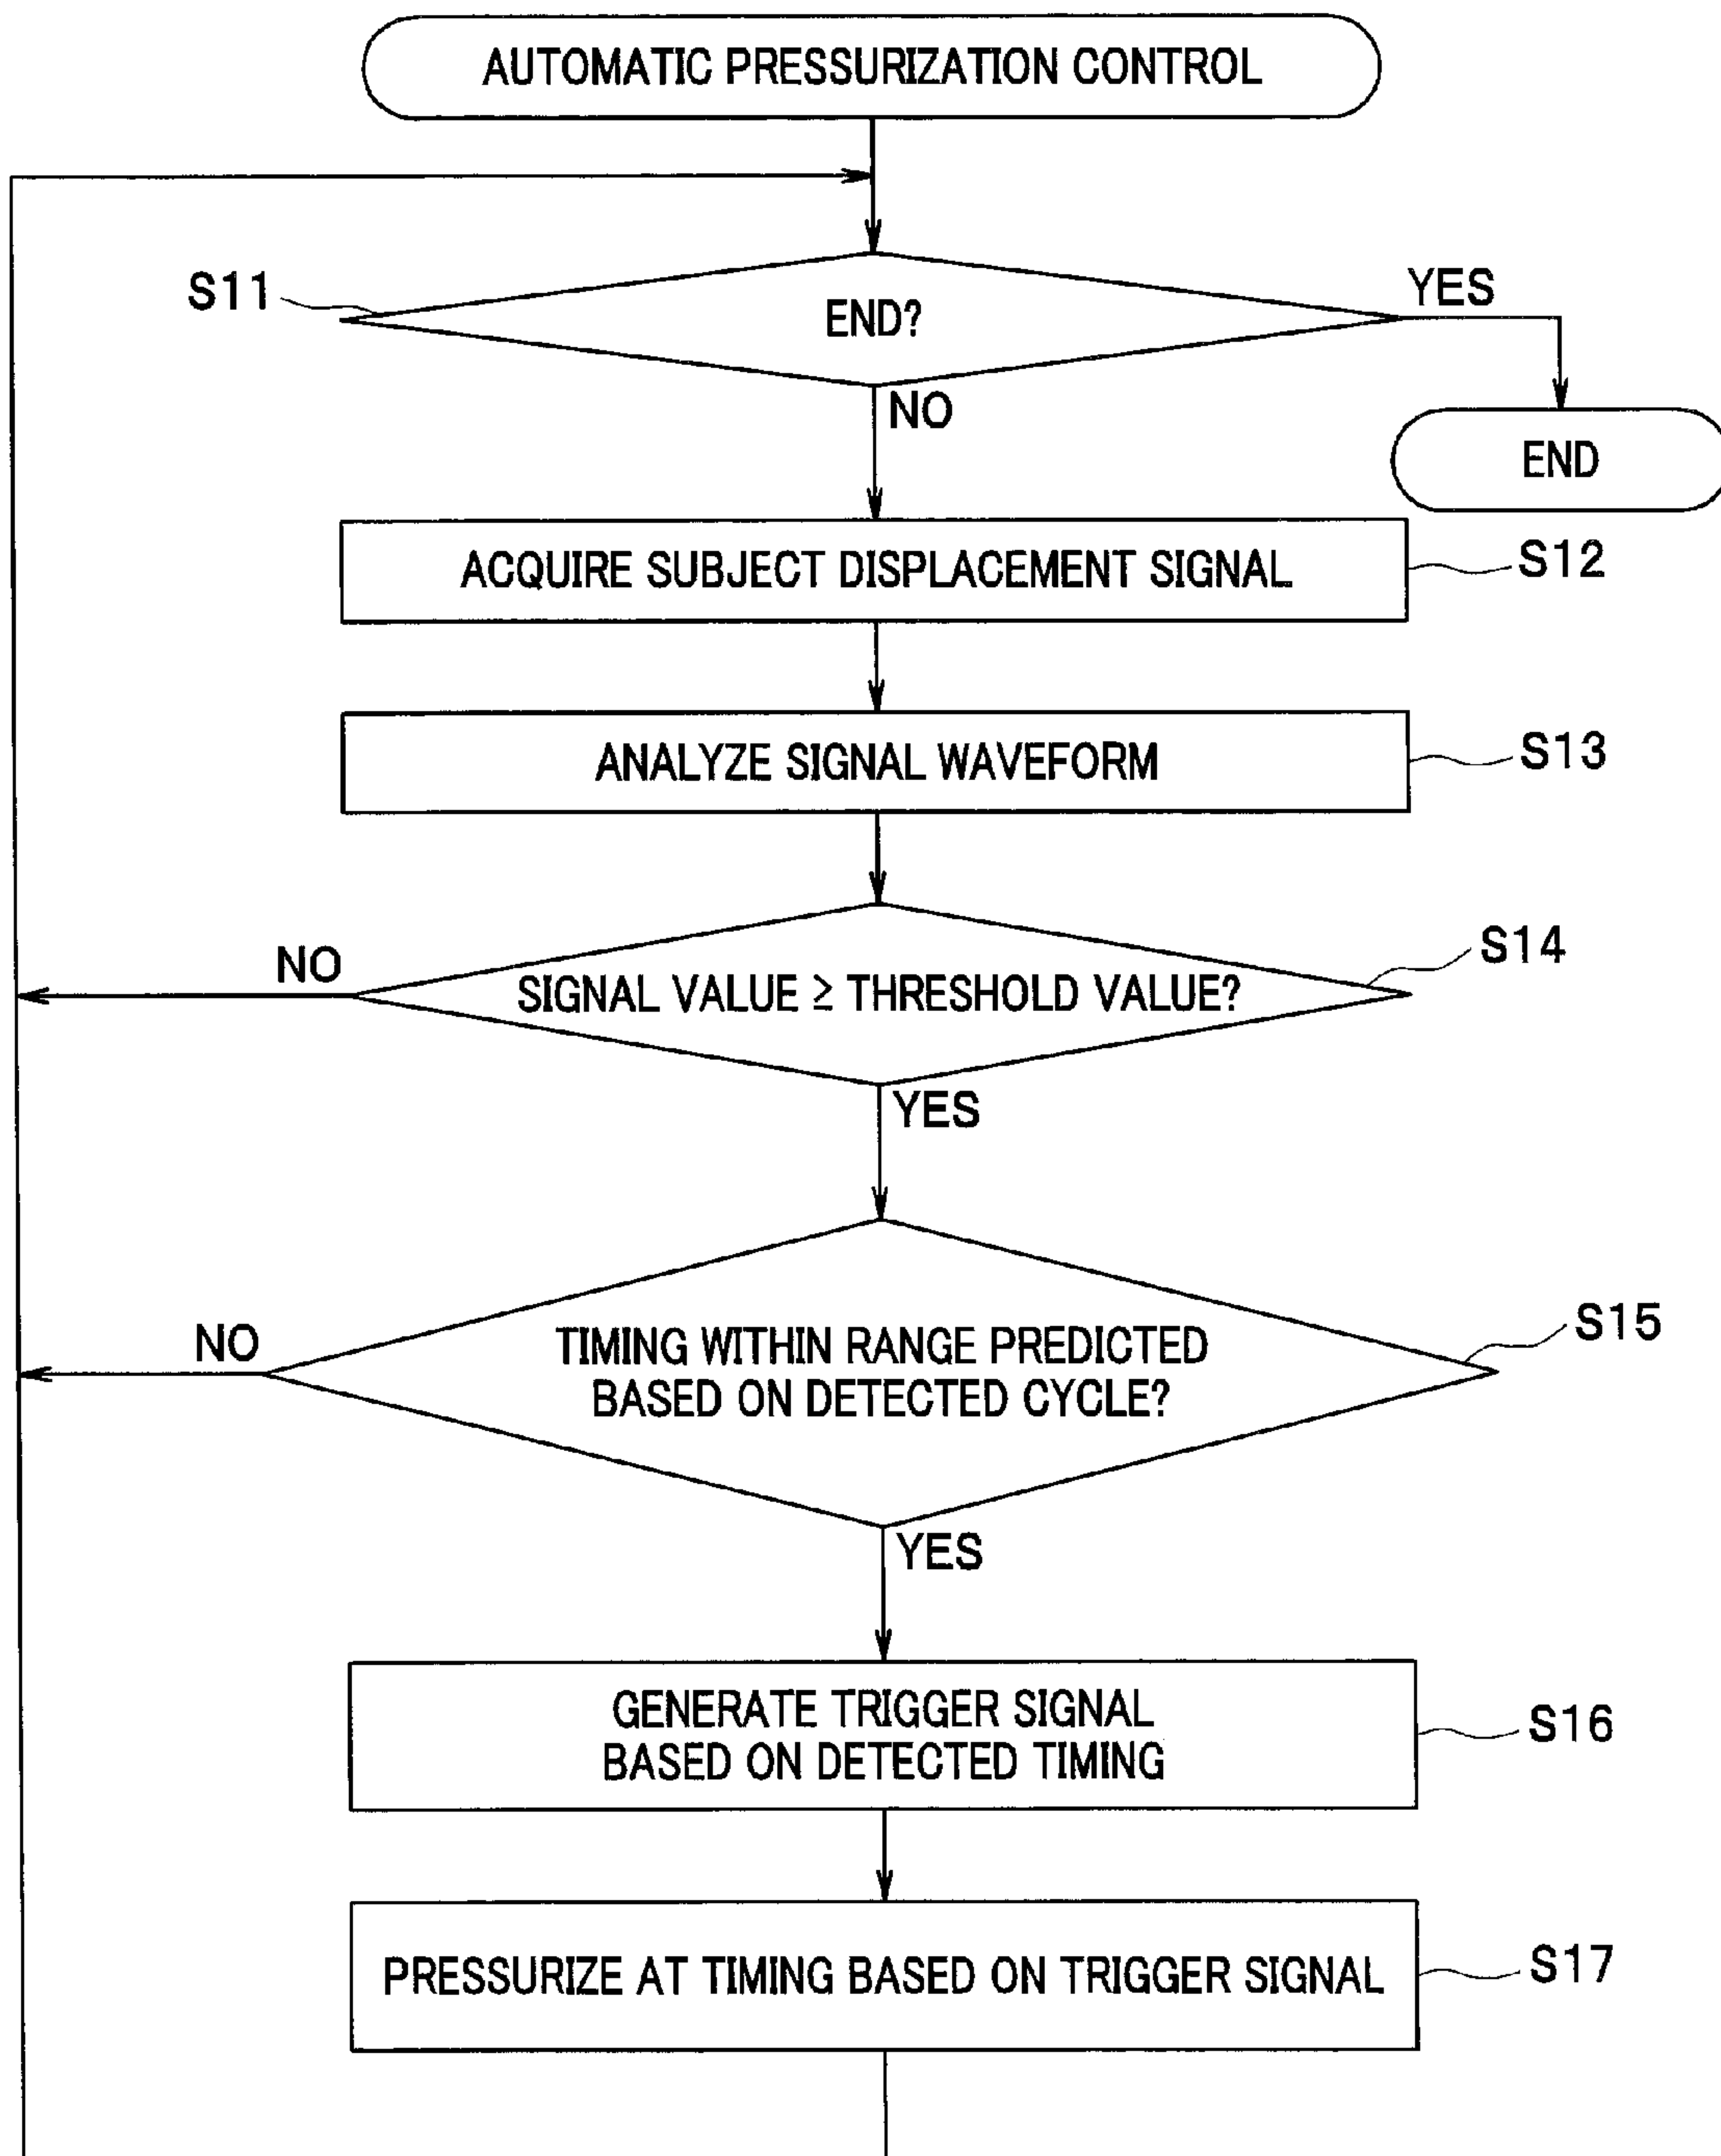 AUTOMATIC PRESSURIZATION CONTROL
S11
END?
YES
NO
END
ACQUIRE SUBJECT DISPLACEMENT SIGNAL
S12
ANALYZE SIGNAL WAVEFORM
S13
NO
SIGNAL VALUE ≧ THRESHOLD VALUE?
S14
YES
NO
TIMING WITHIN RANGE PREDICTED
BASED ON DETECTED CYCLE?
S15
YES
GENERATE TRIGGER SIGNAL
BASED ON DETECTED TIMING
S16
PRESSURIZE AT TIMING BASED ON TRIGGER SIGNAL
S17